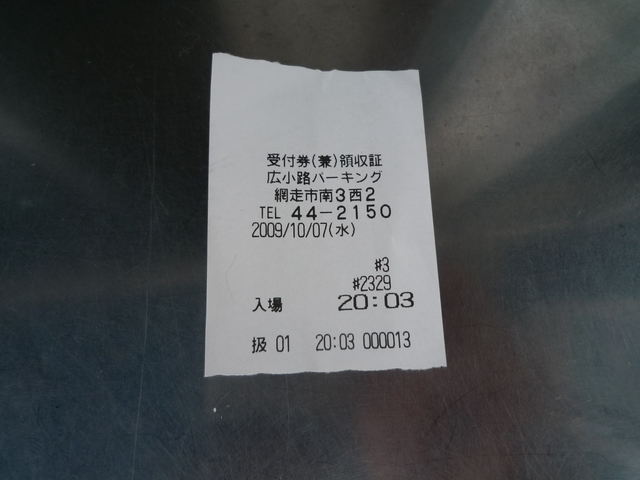 受付券(兼)領収証
広小路パーキング
網走市南3西2
TEL 44-2150
2009/10/07(水)
#3
#2329
入場 20:03
扱 01 20:03 000013